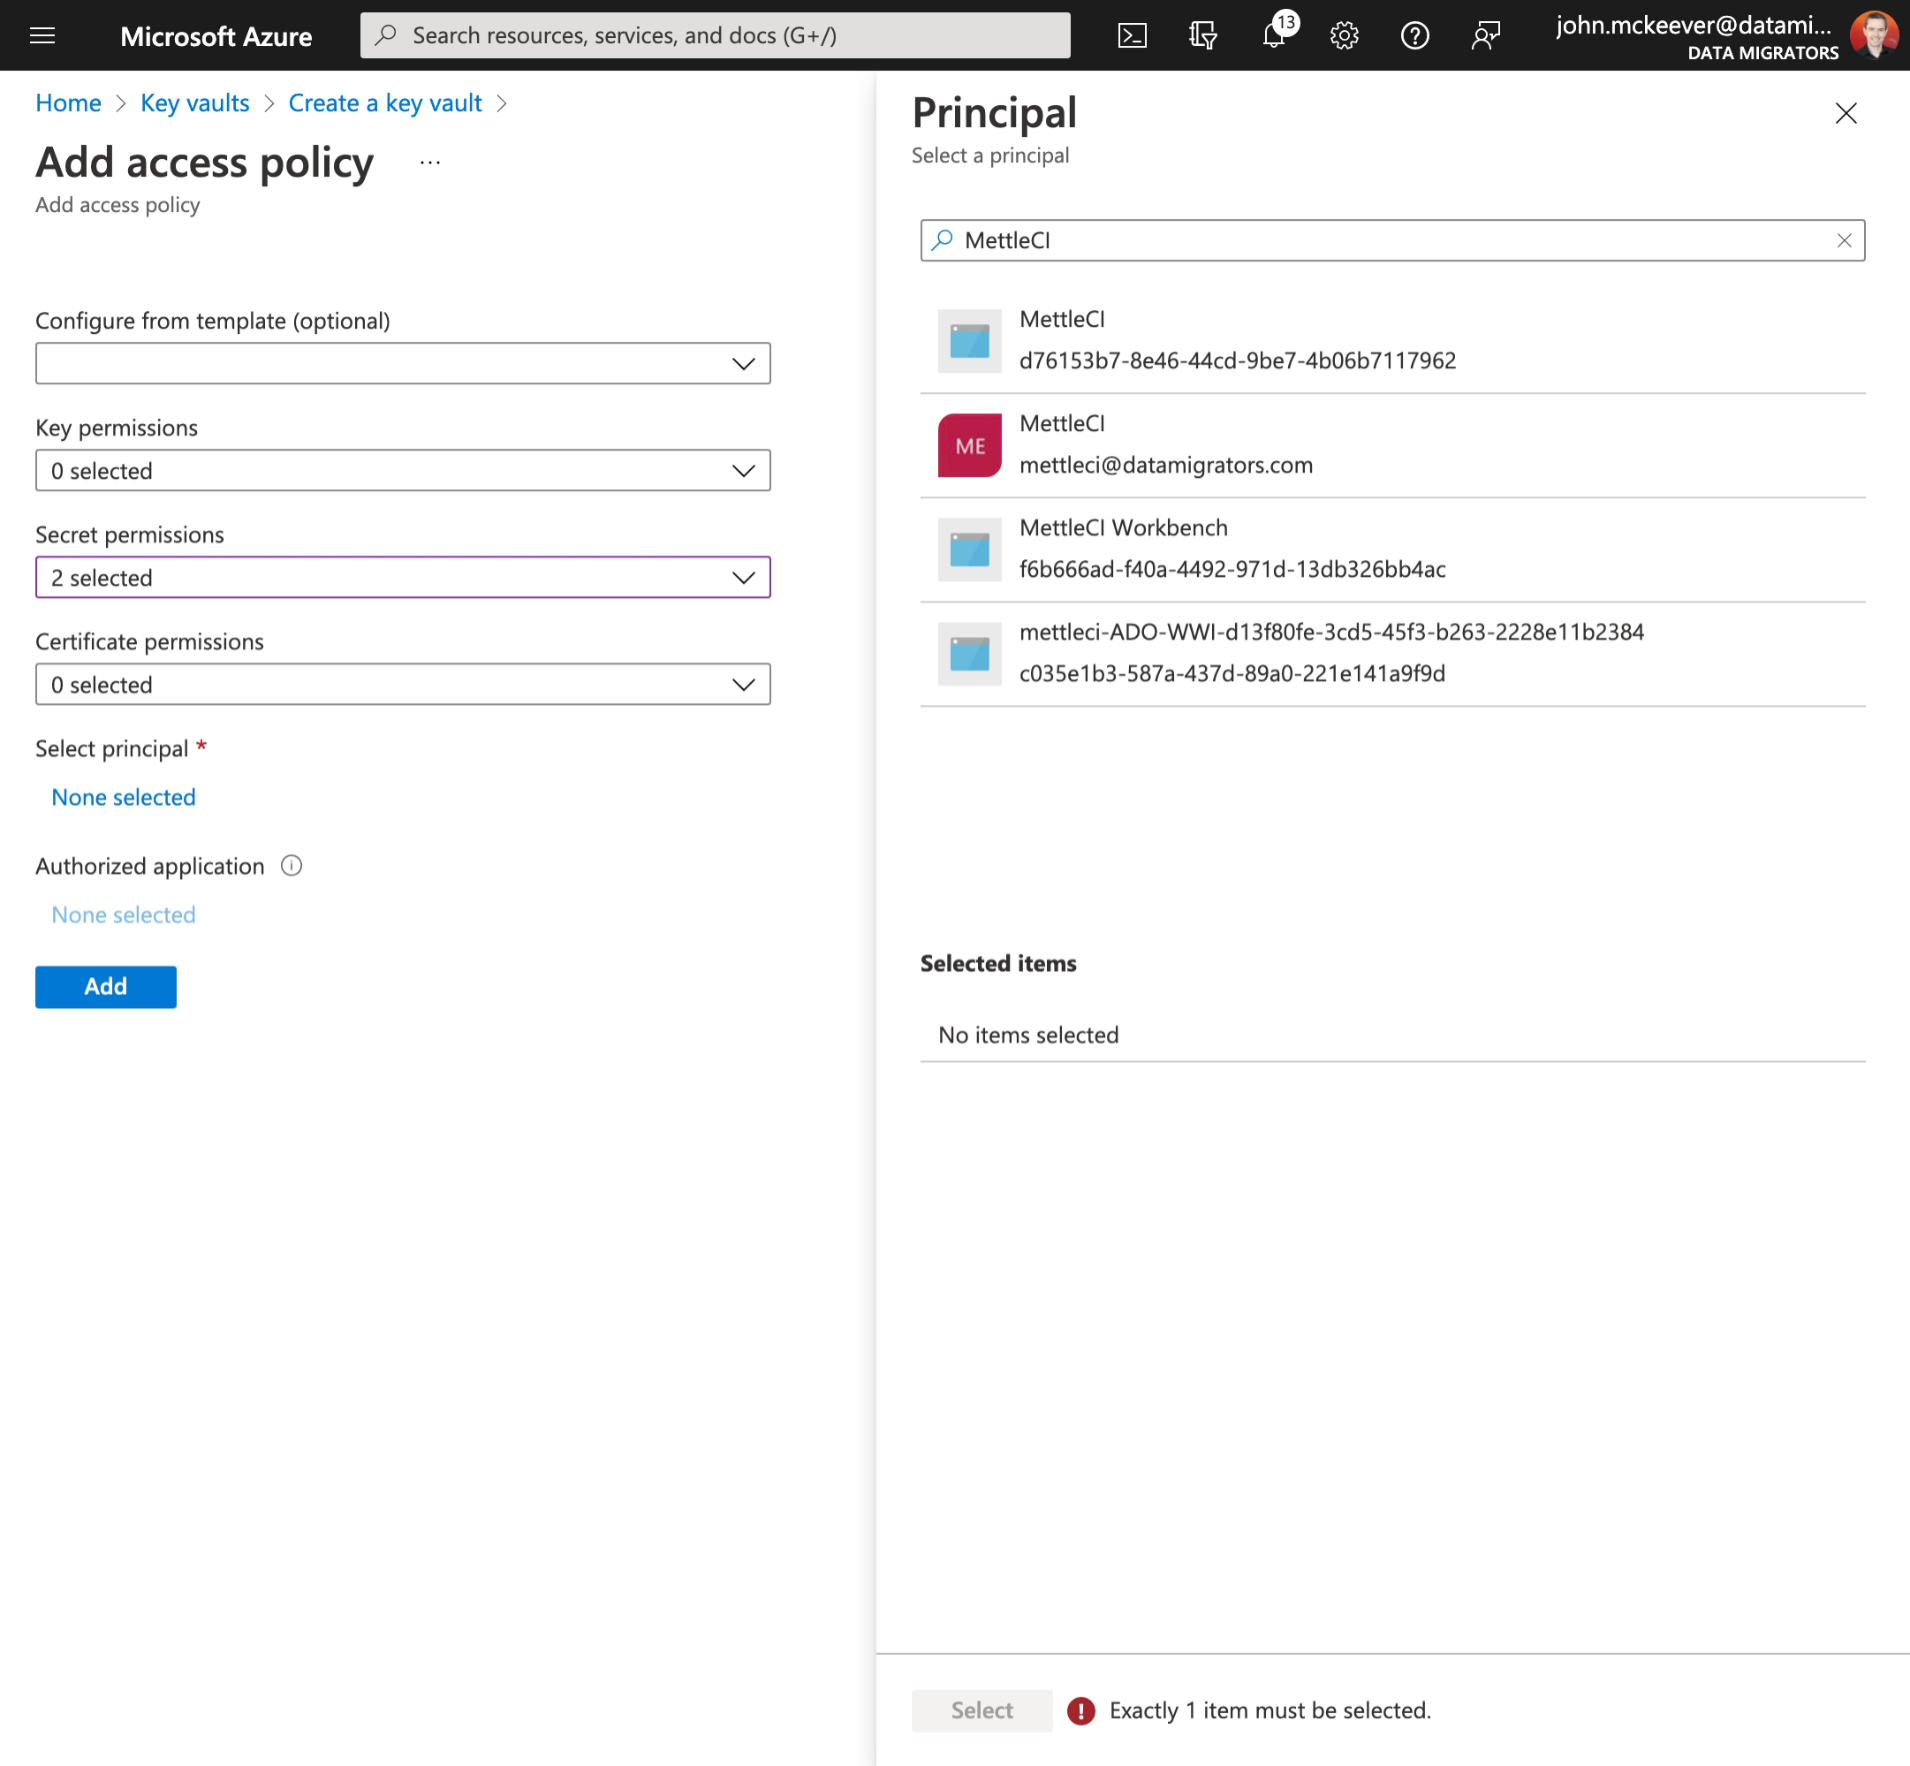 Microsoft Azure
Search resources, services, and docs (G+/)
13
john.mckeever@datami...
DATA MIGRATORS
Home > Key vaults > Create a key vault >
Add access policy ...
Add access policy
Configure from template (optional)
Key permissions
0 selected
Secret permissions
2 selected
Certificate permissions
0 selected
Select principal *
None selected
Authorized application
None selected
Add
Principal
Select a principal
MettleCI
MettleCI
d76153b7-8e46-44cd-9be7-4b06b7117962
ME
MettleCI
mettleci@datamigrators.com
MettleCI Workbench
f6b666ad-f40a-4492-971d-13db326bb4ac
mettleci-ADO-WWI-d13f80fe-3cd5-45f3-b263-2228e11b2384
c035e1b3-587a-437d-89a0-221e141a9f9d
Selected items
No items selected
Select
Exactly 1 item must be selected.